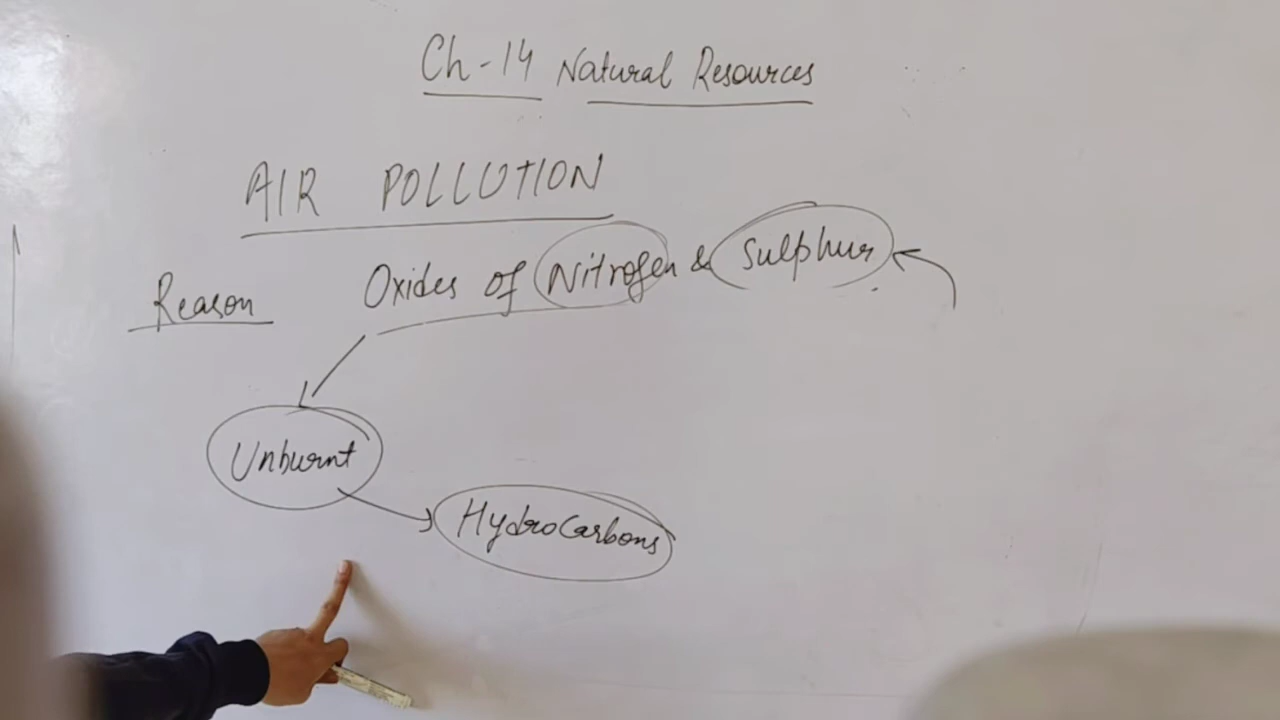 Ch-14 Natural Resources
AIR POLLUTION
Reason Oxides of Nitrogen & Sulphur
Unburnt
HydroCarbons